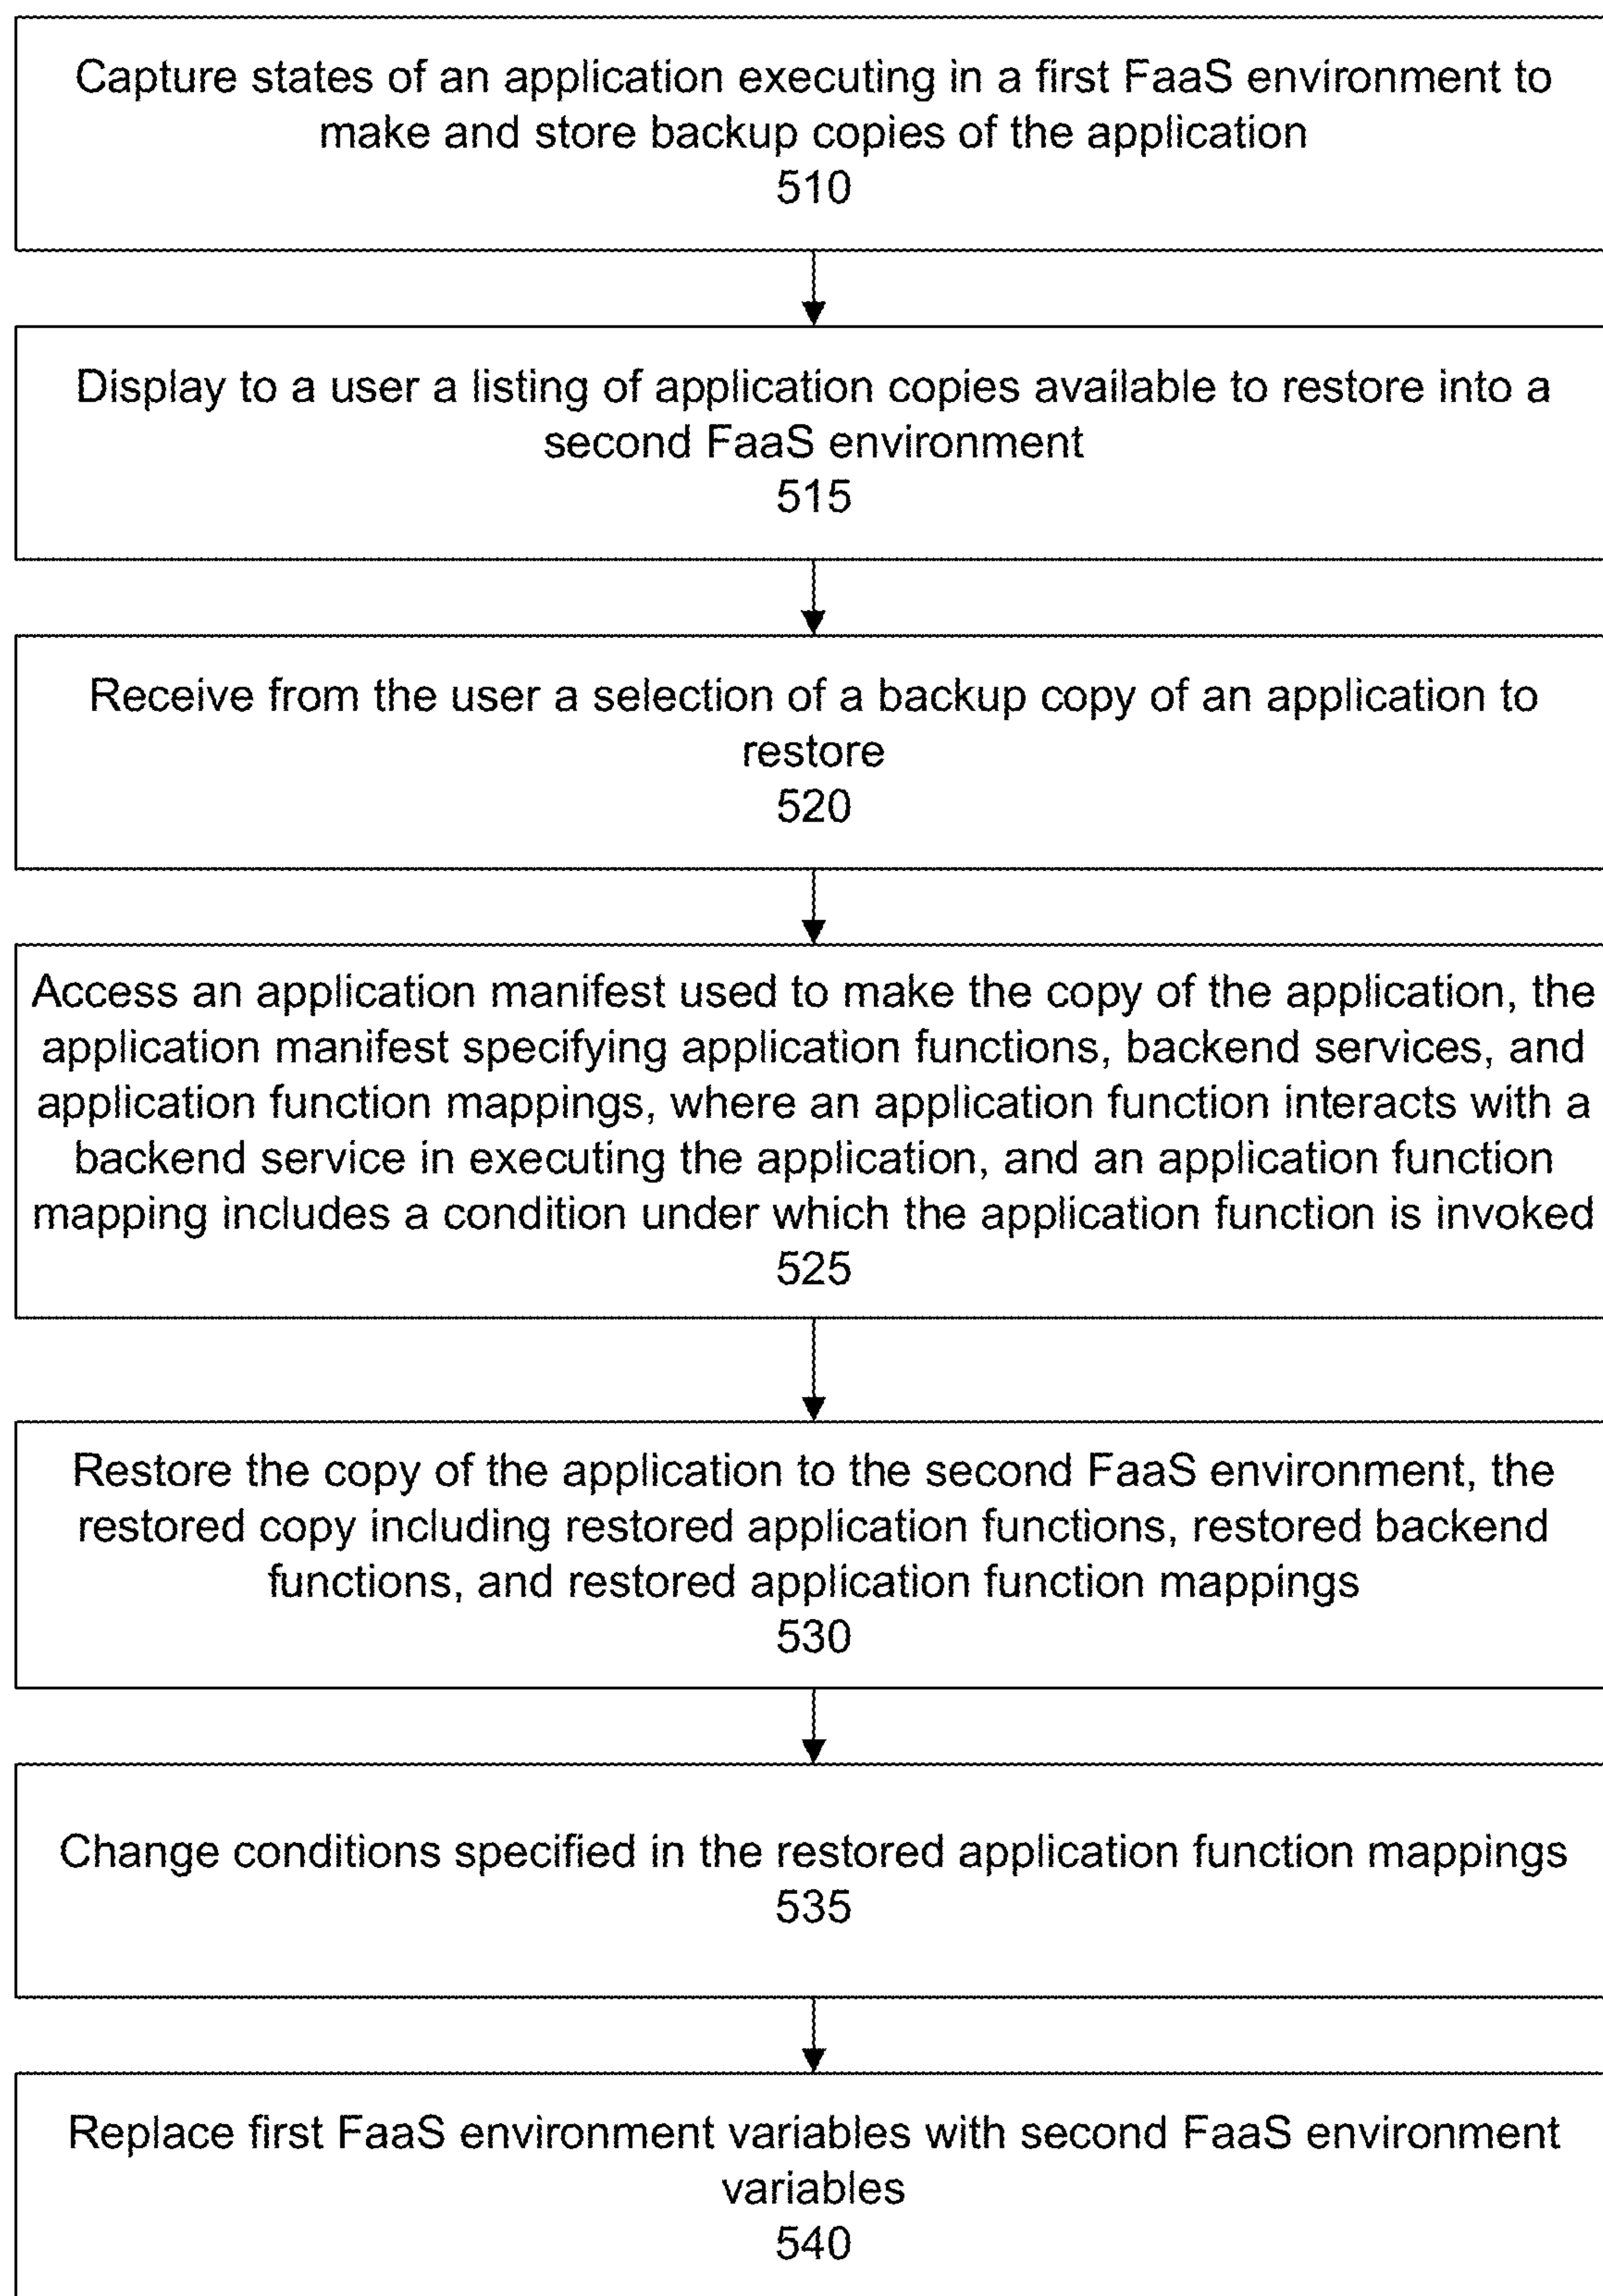 Capture states of an application executing in a first FaaS environment to
make and store backup copies of the application
510
Display to a user a listing of application copies available to restore into a
second FaaS environment
515
Receive from the user a selection of a backup copy of an application to
restore
520
Access an application manifest used to make the copy of the application, the
application manifest specifying application functions, backend services, and
application function mappings, where an application function interacts with a
backend service in executing the application, and an application function
mapping includes a condition under which the application function is invoked
525
Restore the copy of the application to the second FaaS environment, the
restored copy including restored application functions, restored backend
functions, and restored application function mappings
530
Change conditions specified in the restored application function mappings
535
Replace first FaaS environment variables with second FaaS environment
variables
540